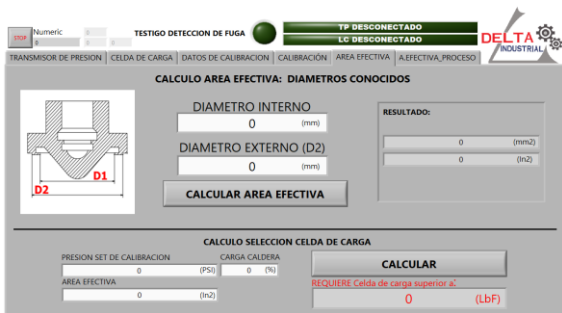 STOP
Numeric
0
0
0
0
TESTIGO DETECCION DE FUGA
TP DESCONECTADO
LC DESCONECTADO
DELTA
INDUSTRIAL
TRANSMISOR DE PRESION
CELDA DE CARGA
DATOS DE CALIBRACION
CALIBRACIÓN
AREA EFECTIVA
A.EFECTIVA_PROCESO
CALCULO AREA EFECTIVA: DIAMETROS CONOCIDOS
DIAMETRO INTERNO
0 (mm)
DIAMETRO EXTERNO (D2)
0 (mm)
CALCULAR AREA EFECTIVA
D1
D2
RESULTADO:
0 (mm2)
0 (In2)
CALCULO SELECCION CELDA DE CARGA
PRESION SET DE CALIBRACION
0 (PSI)
CARGA CALDERA
0 (%)
AREA EFECTIVA
0 (In2)
CALCULAR
REQUIERE Celda de carga superior a:
0 (LbF)